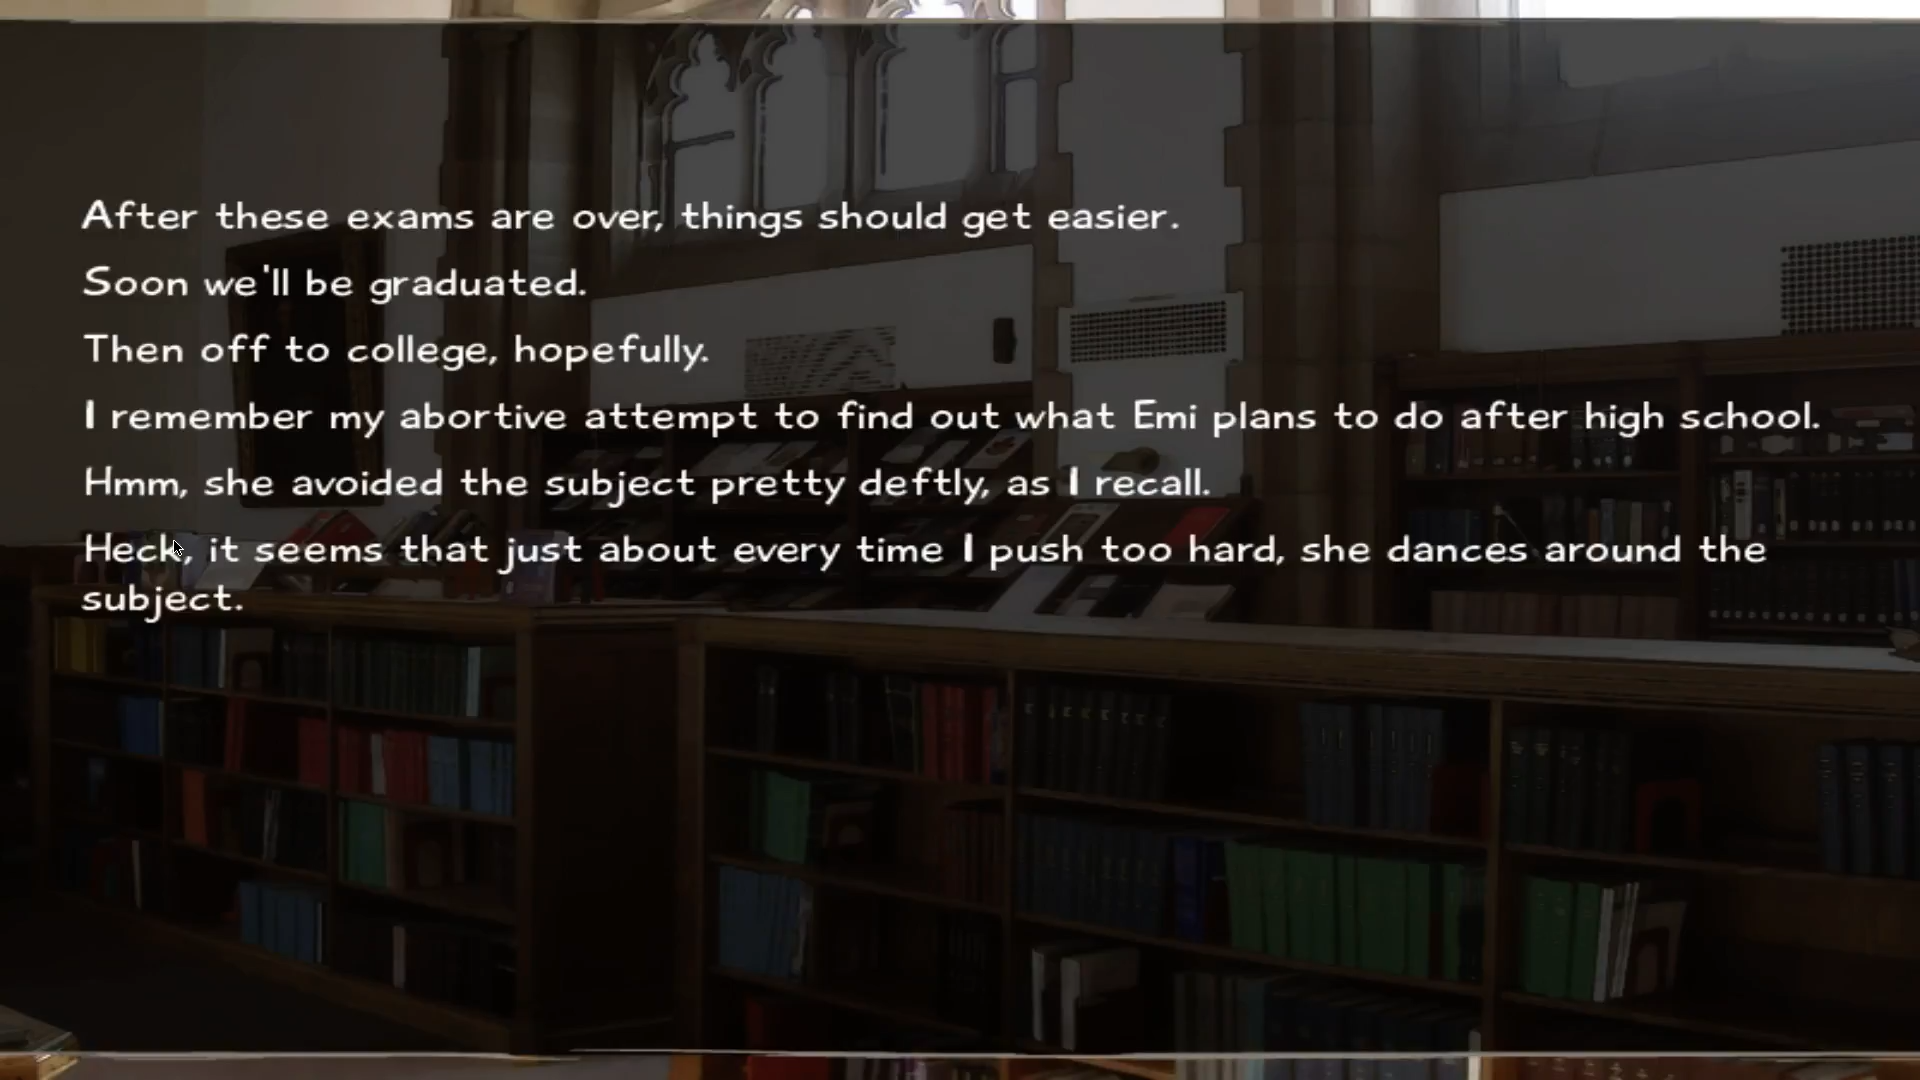 After these exams are over, things should get easier.
Soon we'll be graduated.
Then off to college, hopefully.
I remember my abortive attempt to find out what Emi plans to do after high school.
Hmm, she avoided the subject pretty deftly, as I recall.
Heck, it seems that just about every time I push too hard, she dances around the
subject.